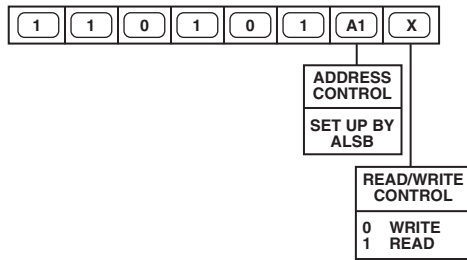 1 1 0 1 0 1 A1 X
ADDRESS
CONTROL
SET UP BY
ALSB
READ/WRITE
CONTROL
0 WRITE
1 READ